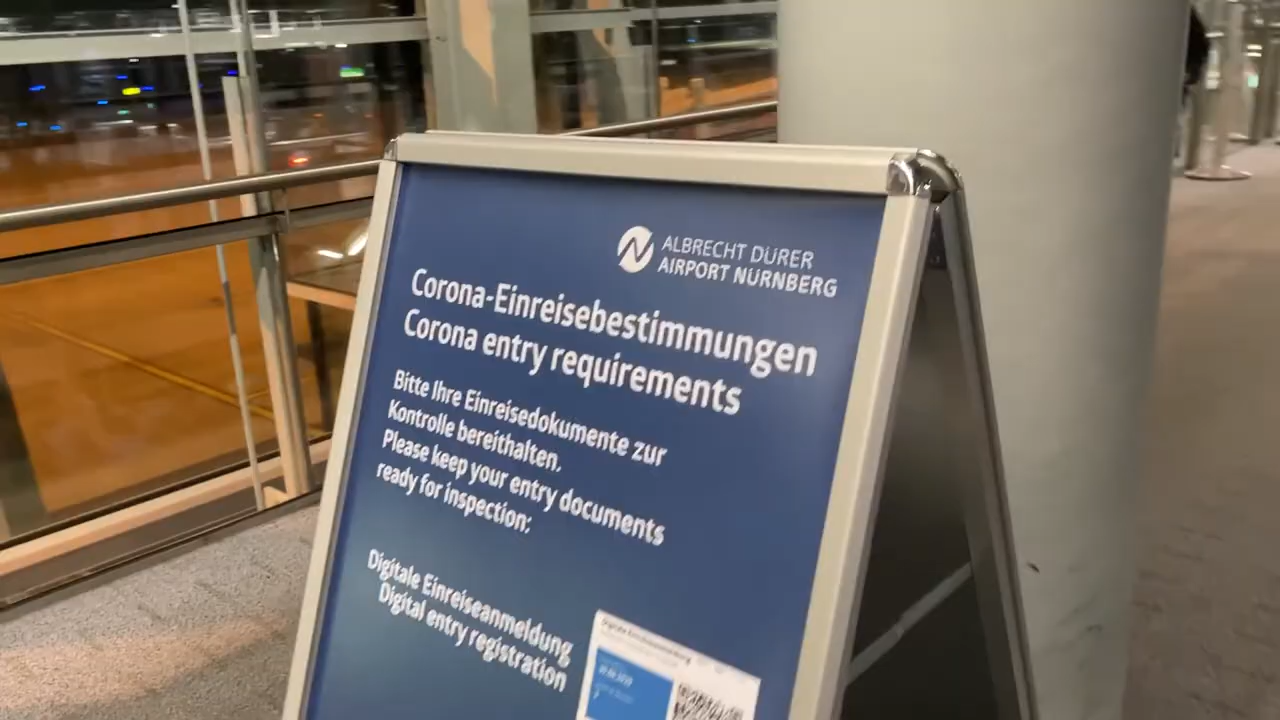 ALBRECHT DÜRER
AIRPORT NÜRNBERG
Corona-Einreisebestimmungen
Corona entry requirements
Bitte Ihre Einreisedokumente zur
Kontrolle bereithalten.
Please keep your entry documents
ready for inspection:
Digitale Einreiseanmeldung
Digital entry registration